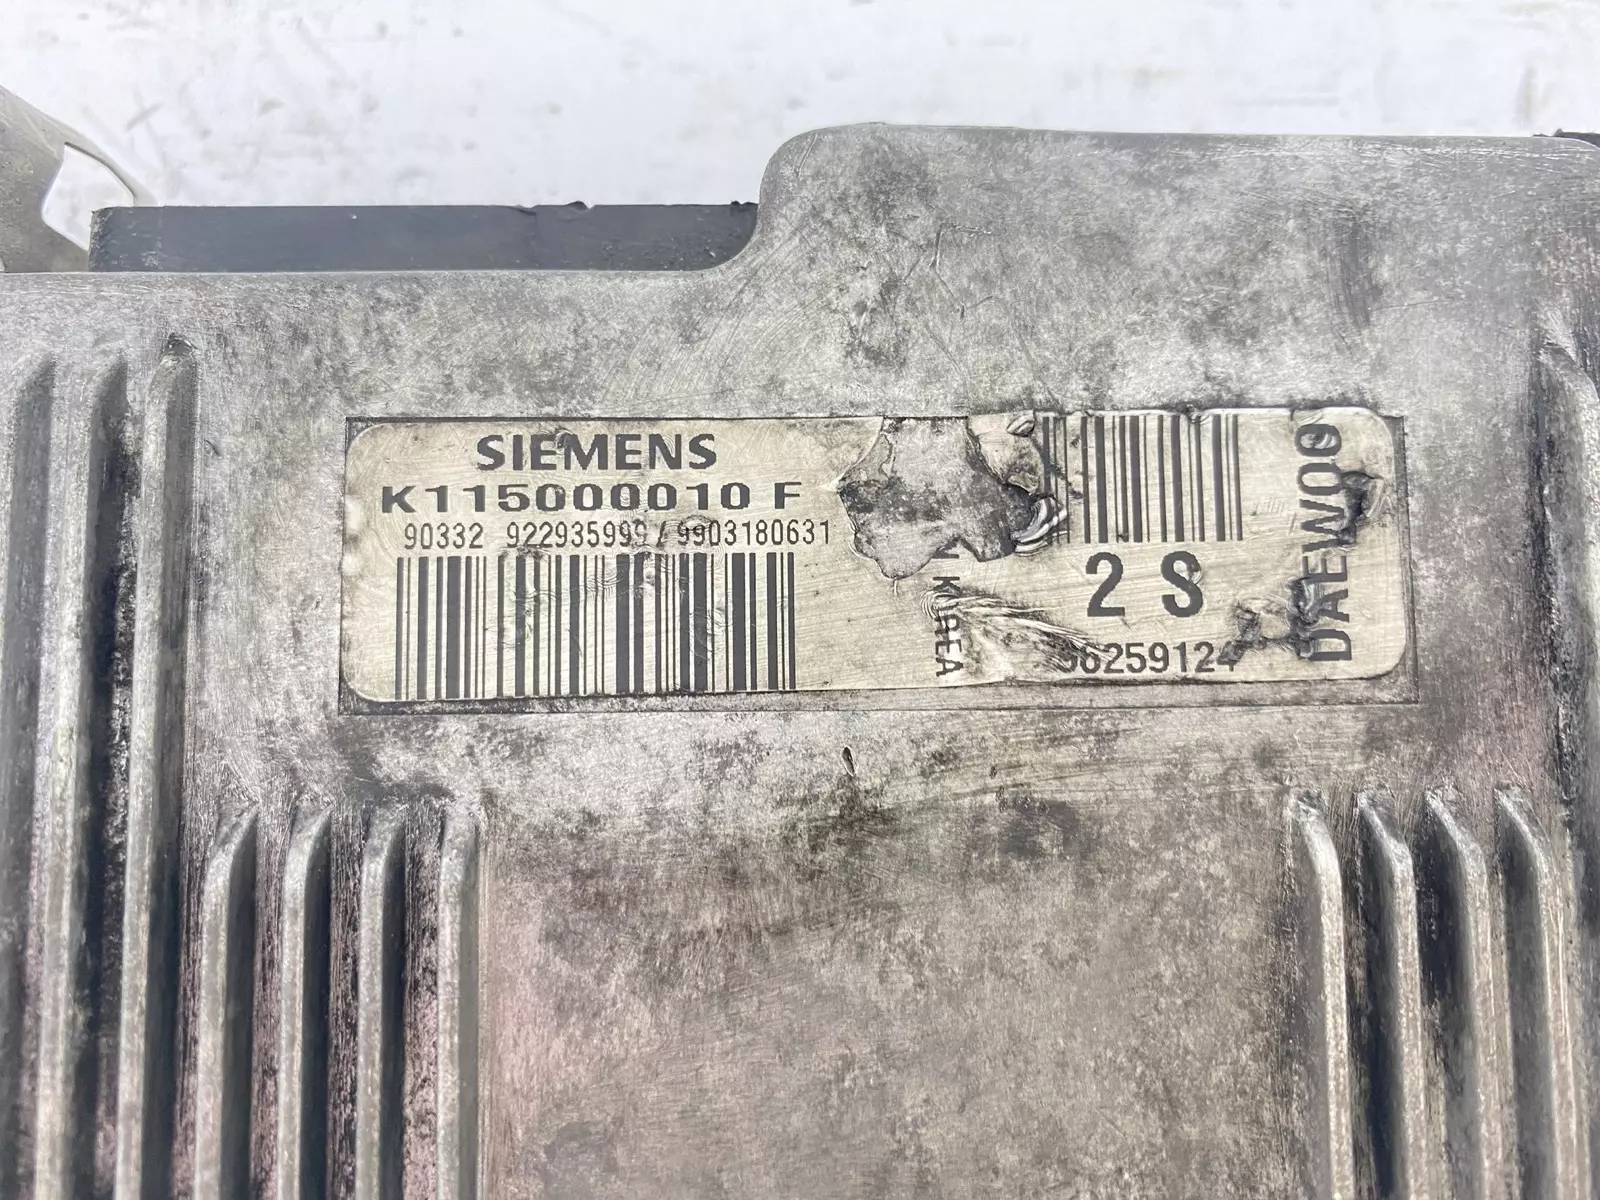 SIEMENS
K115000010 F
90332 922935999 / 9903180631
KOREA
2 S
DAEWOO